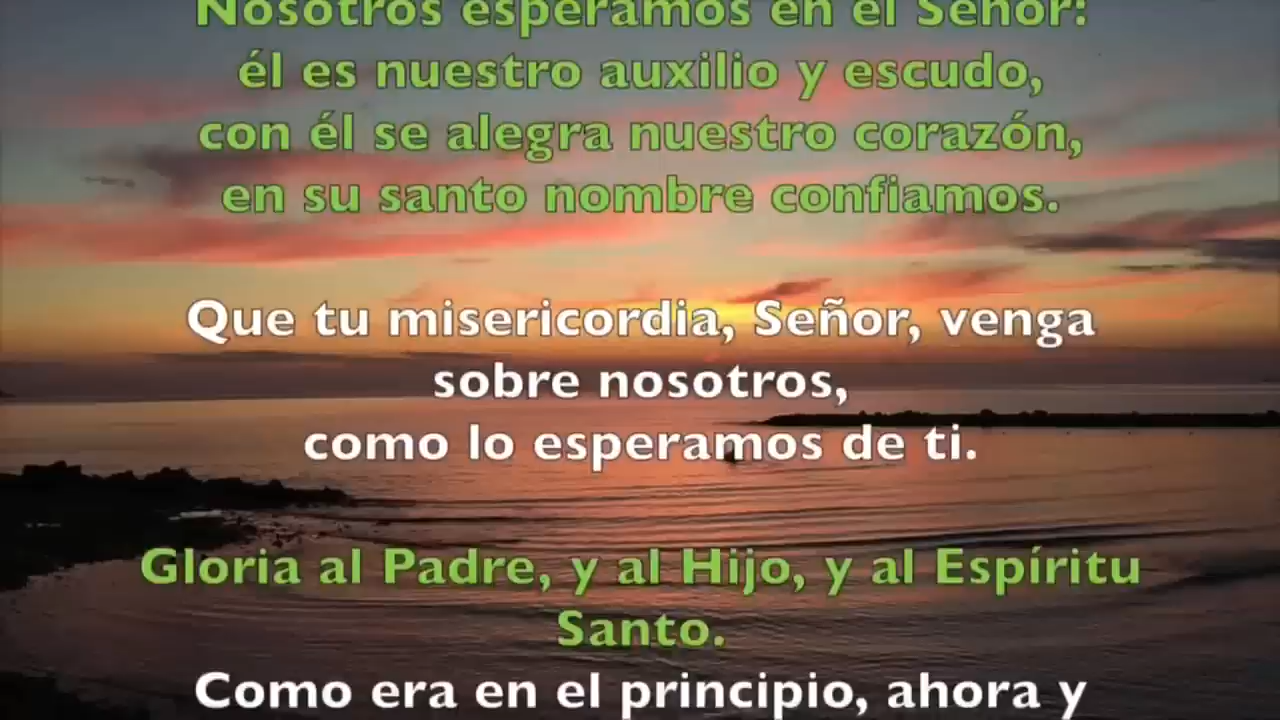 Nosotros esperamos en el Señor:
él es nuestro auxilio y escudo,
con él se alegra nuestro corazón,
en su santo nombre confiamos.
Que tu misericordia, Señor, venga
sobre nosotros,
como lo esperamos de ti.
Gloria al Padre, y al Hijo, y al Espíritu
Santo.
Como era en el principio, ahora y